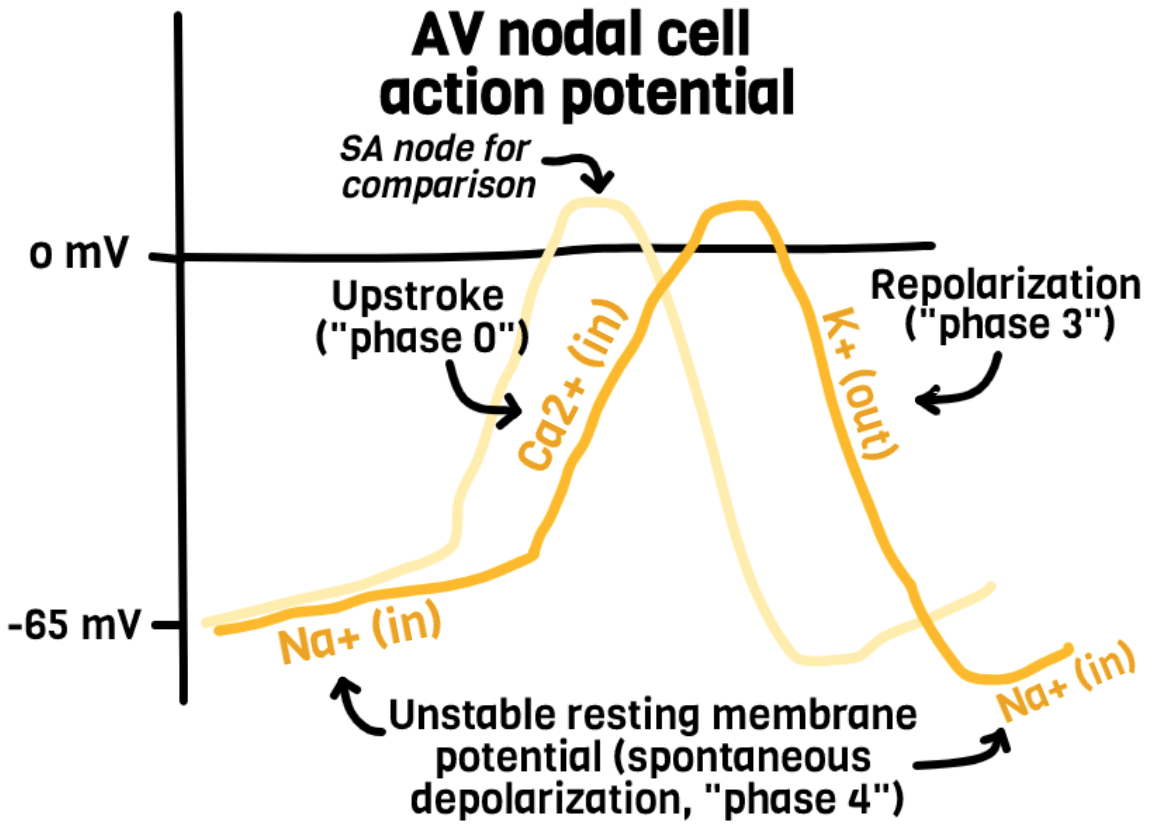 AV nodal cell
action potential
SA node for
comparison
o mV
Upstroke
("phase 0")
Ca2+ (in)
K+ (out)
Repolarization
("phase 3")
-65 mV
Na+ (in)
Na+ (in)
Unstable resting membrane
potential (spontaneous
depolarization, "phase 4")